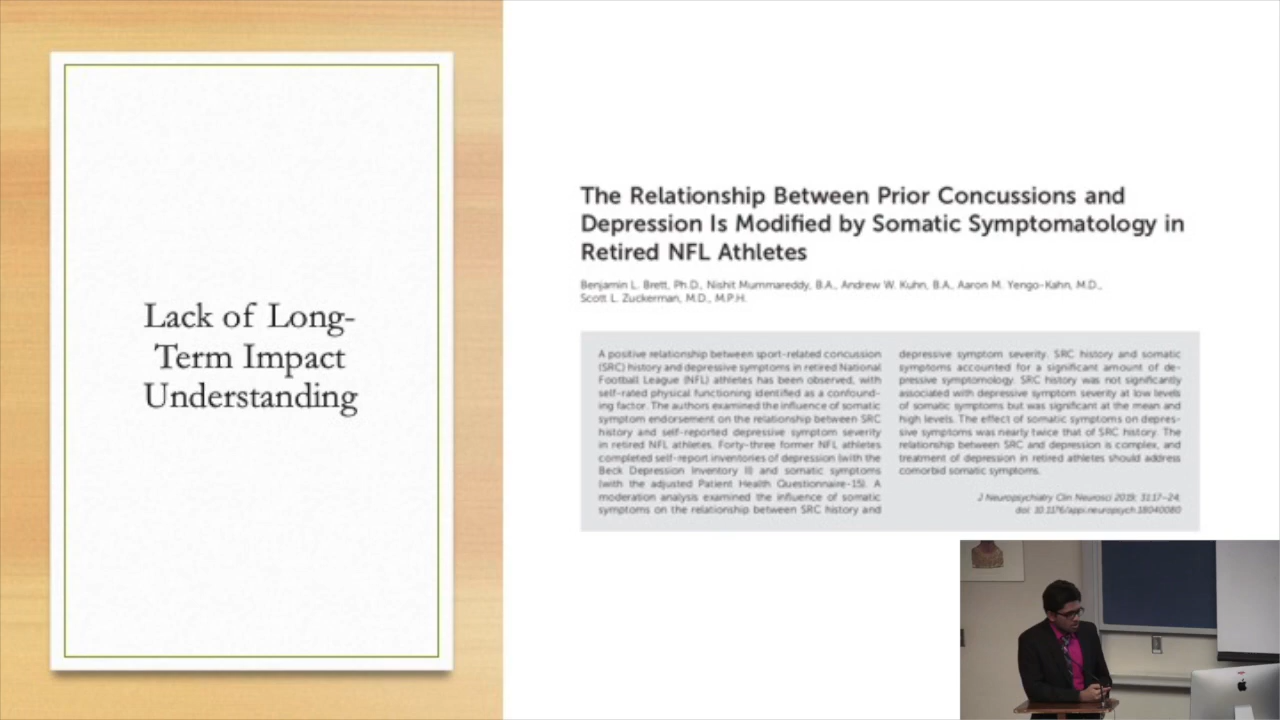 Lack of Long-
Term Impact
Understanding
The Relationship Between Prior Concussions and
Depression Is Modified by Somatic Symptomatology in
Retired NFL Athletes
Benjamin L. Brett, Ph.D., Nishit Mummareddy, B.A., Andrew W. Kuhn, B.A., Aaron M. Yengo-Kahn, M.D.,
Scott L. Zuckerman, M.D., M.P.H.
A positive relationship between sport-related concussion
(SRC) history and depressive symptoms in retired National
Football League (NFL) athletes has been observed, with
self-rated physical functioning identified as a confound-
ing factor. The authors examined the influence of somatic
symptom endorsement on the relationship between SRC
history and self-reported depressive symptom severity
in retired NFL athletes. Forty-three former NFL athletes
completed self-report inventories of depression (with the
Beck Depression Inventory II) and somatic symptoms
(with the adjusted Patient Health Questionnaire-15). A
moderation analysis examined the influence of somatic
symptoms on the relationship between SRC history and
depressive symptom severity. SRC history and somatic
symptoms accounted for a significant amount of de-
pressive symptomology. SRC history was not significantly
associated with depressive symptom severity at low levels
of somatic symptoms but was significant at the mean and
high levels. The effect of somatic symptoms on depres-
sive symptoms was nearly twice that of SRC history. The
relationship between SRC and depression is complex, and
treatment of depression in retired athletes should address
comorbid somatic symptoms.
J Neuropsychiatry Clin Neurosci 2019; 31:17–24;
doi: 10.1176/appi.neuropsych.18040080